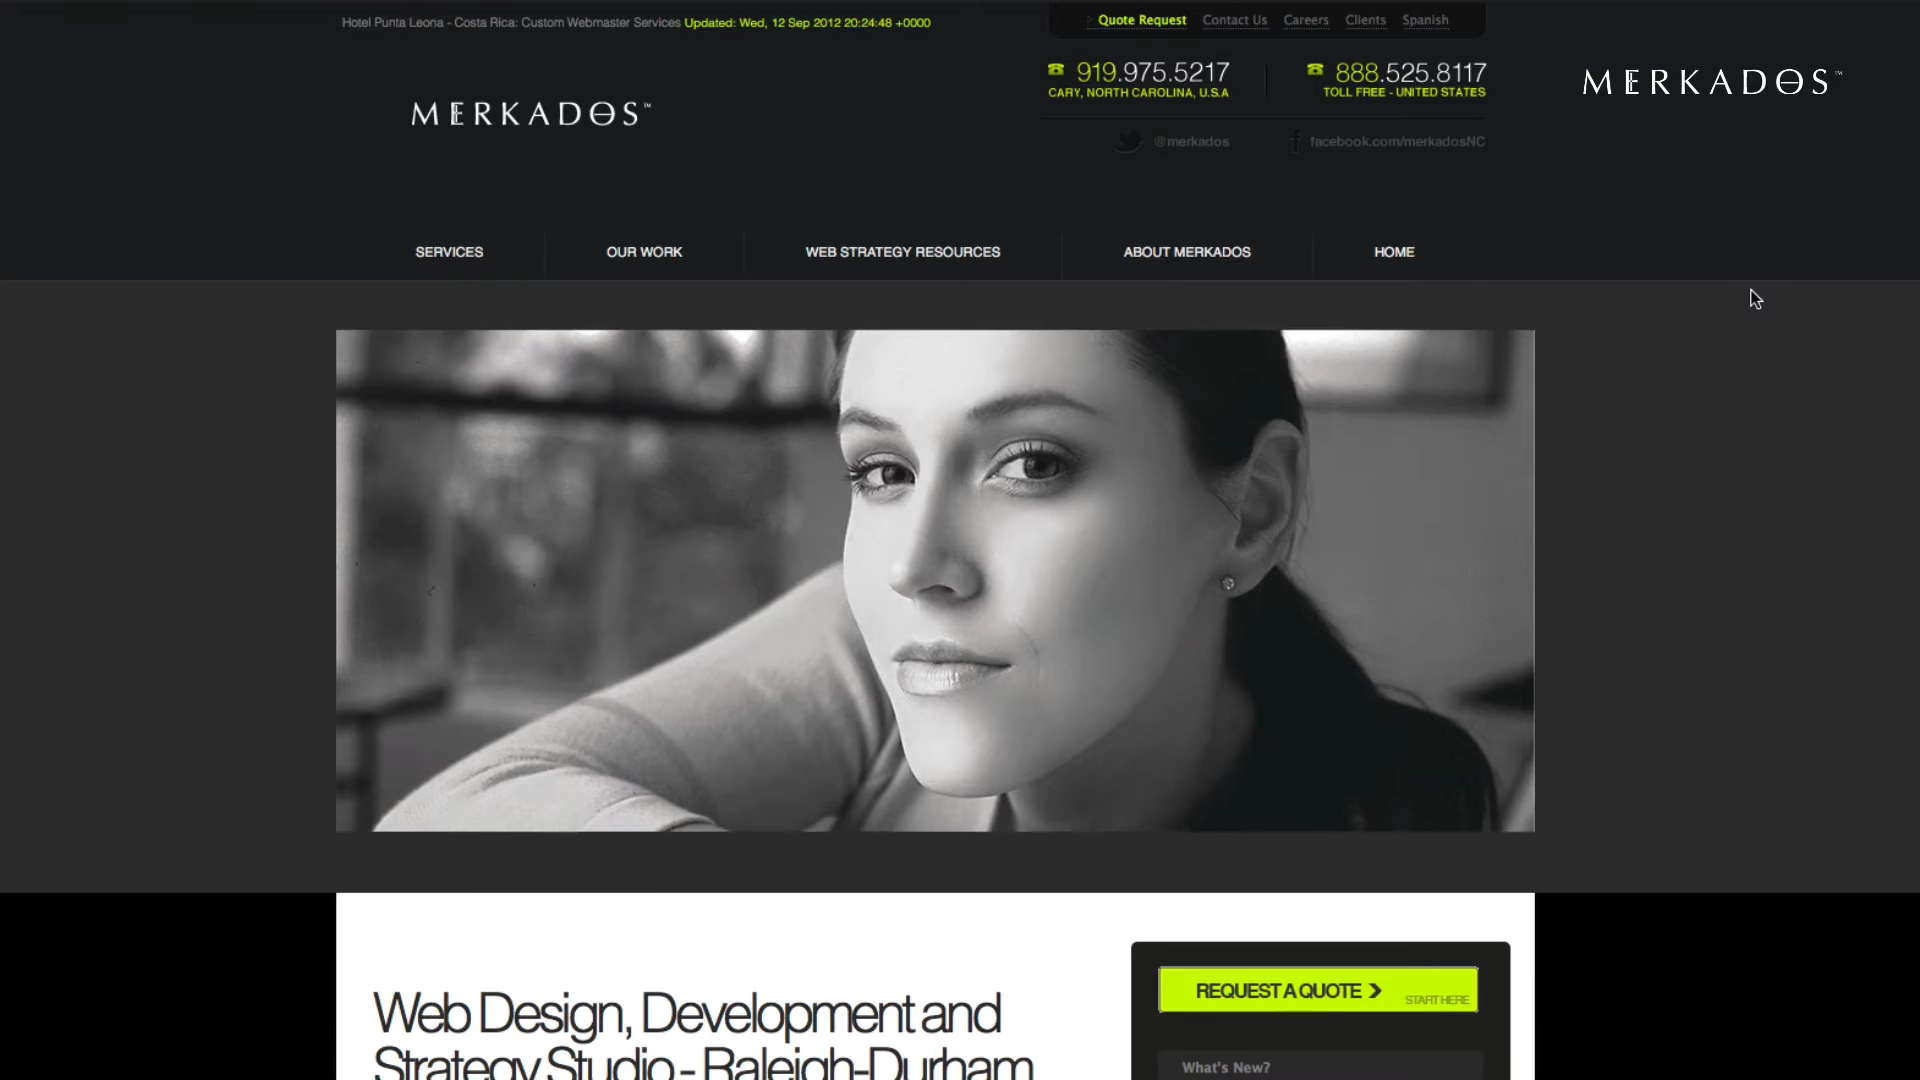 Hotel Punta Leona - Costa Rica: Custom Webmaster Services Updated: Wed, 12 Sep 2012 20:24:48 +0000
Quote Request Contact Us Careers Clients Spanish
919.975.5217
CARY, NORTH CAROLINA, U.S.A
888.525.8117
TOLL FREE - UNITED STATES
MERKADOS™
MERKADOS™
@merkados
facebook.com/merkadosNC
SERVICES OUR WORK WEB STRATEGY RESOURCES ABOUT MERKADOS HOME
Web Design, Development and
Strategy Studio - Raleigh-Durham
REQUEST A QUOTE
START HERE
What's New?